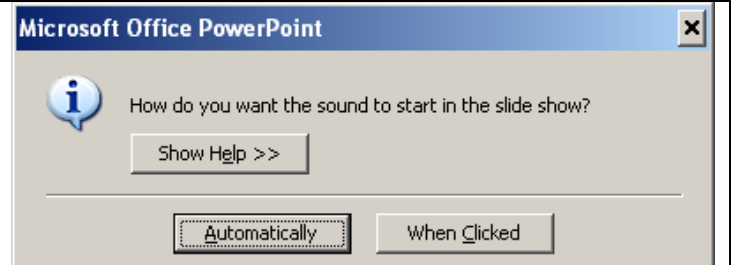 Microsoft Office PowerPoint
How do you want the sound to start in the slide show?
Show Help >>
Automatically When Clicked